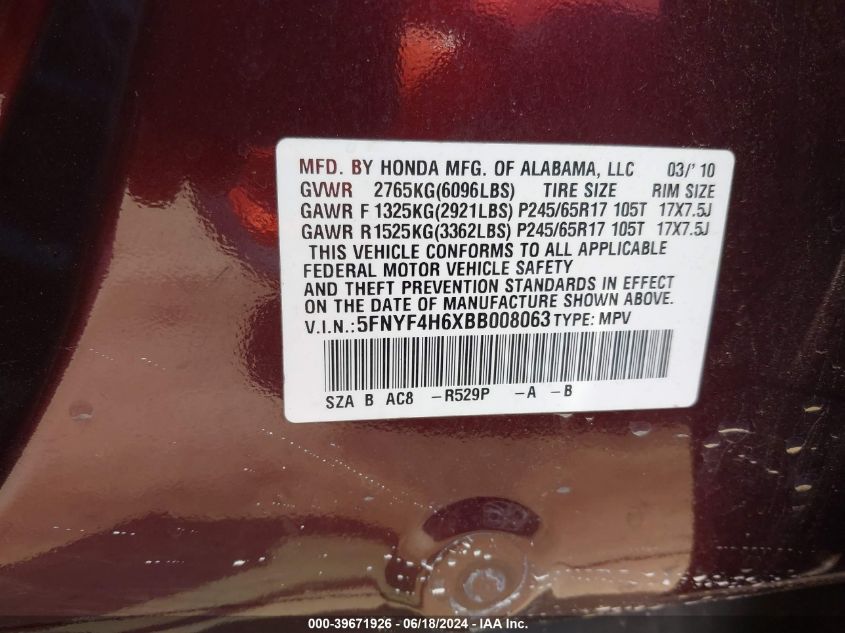 MFD. BY HONDA MFG. OF ALABAMA, LLC 03/'10
GVWR 2765KG(6096LBS) TIRE SIZE RIM SIZE
GAWR F 1325KG(2921LBS) P245/65R17 105T 17X7.5J
GAWR R 1525KG(3362LBS) P245/65R17 105T 17X7.5J
THIS VEHICLE CONFORMS TO ALL APPLICABLE
FEDERAL MOTOR VEHICLE SAFETY
AND THEFT PREVENTION STANDARDS IN EFFECT
ON THE DATE OF MANUFACTURE SHOWN ABOVE.
V.I.N.: 5FNYF4H6XBB008063 TYPE: MPV
SZA B AC8 -R529P -A -B
000-39671926 - 06/18/2024 - IAA Inc.